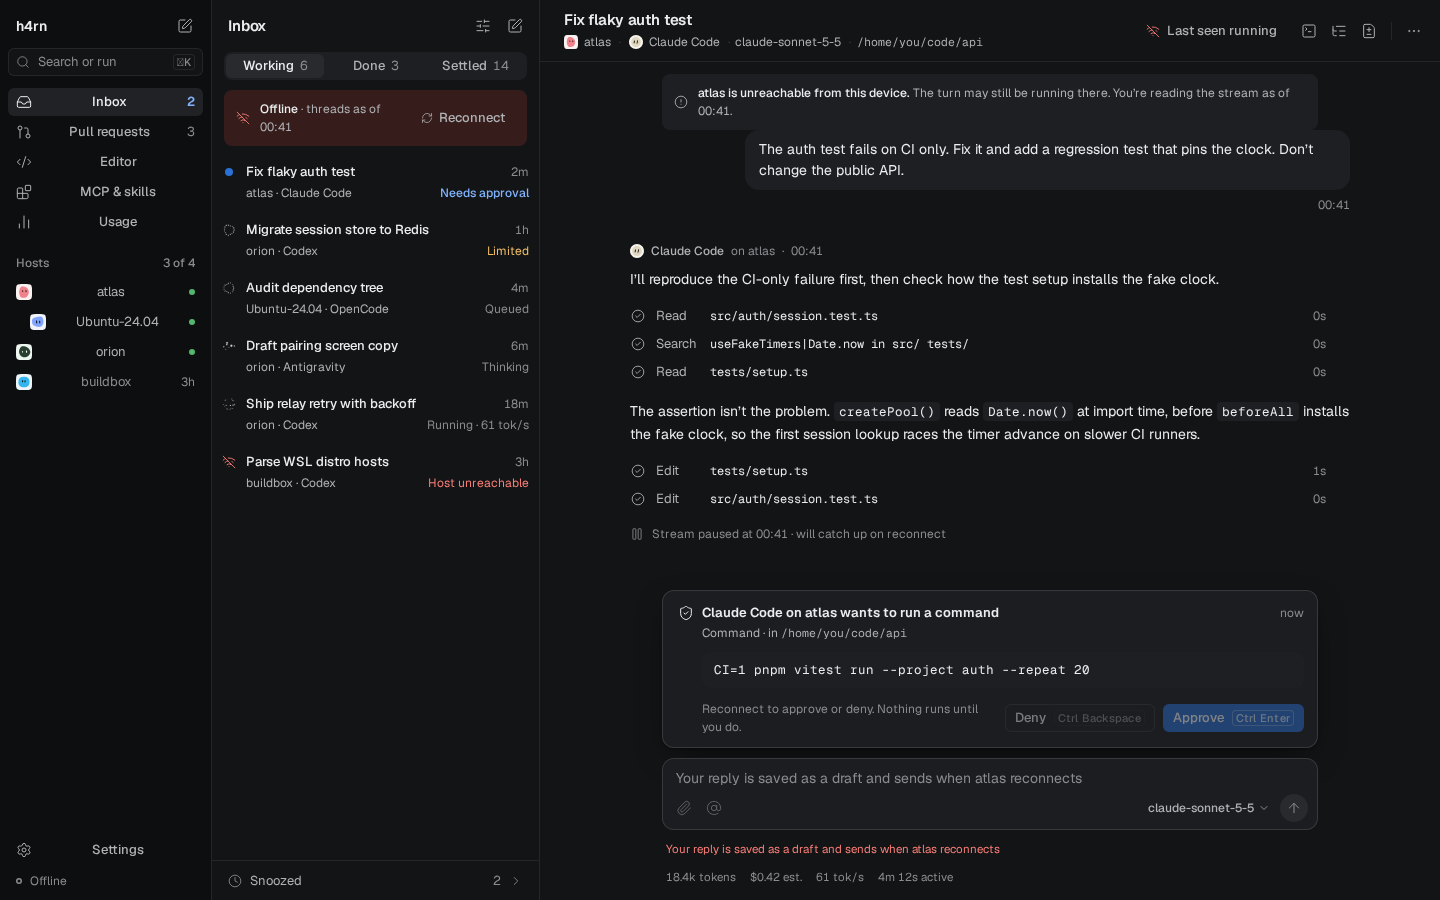 h4rn
Search or run
K
Inbox 2
Pull requests 3
Editor
MCP & skills
Usage
Hosts 3 of 4
atlas
Ubuntu-24.04
orion
buildbox 3h
Settings
Offline
Inbox
Working 6 Done 3 Settled 14
Offline · threads as of
00:41
Reconnect
Fix flaky auth test 2m
atlas · Claude Code Needs approval
Migrate session store to Redis 1h
orion · Codex Limited
Audit dependency tree 4m
Ubuntu-24.04 · OpenCode Queued
Draft pairing screen copy 6m
orion · Antigravity Thinking
Ship relay retry with backoff 18m
orion · Codex Running · 61 tok/s
Parse WSL distro hosts 3h
buildbox · Codex Host unreachable
Snoozed 2
Fix flaky auth test
atlas · Claude Code · claude-sonnet-5-5 · /home/you/code/api
Last seen running
atlas is unreachable from this device. The turn may still be running there. You're reading the stream as of
00:41.
The auth test fails on CI only. Fix it and add a regression test that pins the clock. Don't
change the public API.
00:41
Claude Code on atlas · 00:41
I'll reproduce the CI-only failure first, then check how the test setup installs the fake clock.
Read src/auth/session.test.ts 0s
Search useFakeTimers|Date.now in src/ tests/ 0s
Read tests/setup.ts 0s
The assertion isn't the problem. createPool() reads Date.now() at import time, before beforeAll installs
the fake clock, so the first session lookup races the timer advance on slower CI runners.
Edit tests/setup.ts 1s
Edit src/auth/session.test.ts 0s
Stream paused at 00:41 · will catch up on reconnect
Claude Code on atlas wants to run a command now
Command · in /home/you/code/api
CI=1 pnpm vitest run --project auth --repeat 20
Reconnect to approve or deny. Nothing runs until
you do.
Deny Ctrl Backspace Approve Ctrl Enter
Your reply is saved as a draft and sends when atlas reconnects
claude-sonnet-5-5
Your reply is saved as a draft and sends when atlas reconnects
18.4k tokens $0.42 est. 61 tok/s 4m 12s active